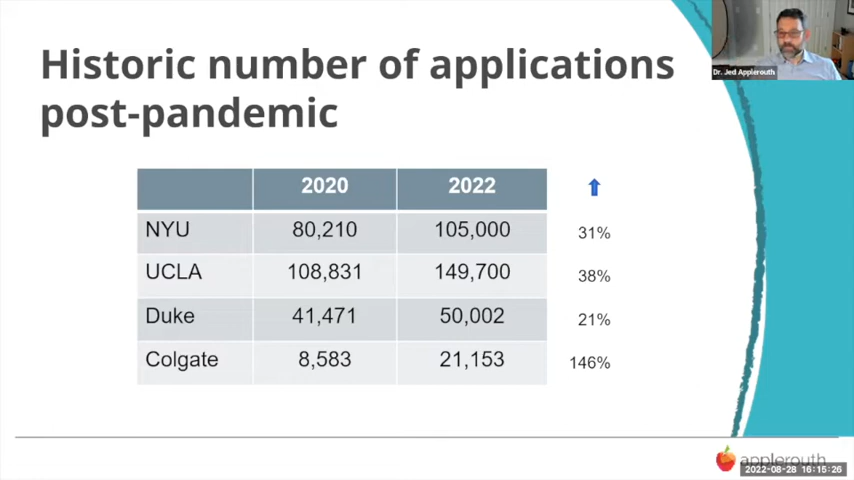 Historic number of applications
post-pandemic
Dr. Jed Applerouth
2020 2022
NYU 80,210 105,000 31%
UCLA 108,831 149,700 38%
Duke 41,471 50,002 21%
Colgate 8,583 21,153 146%
applerouth
2022-08-28 16:15:26